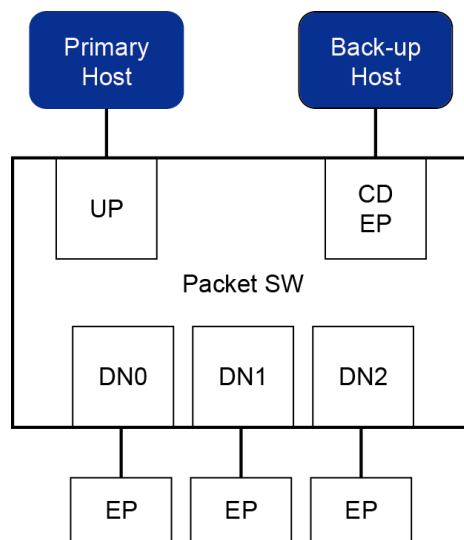 Primary
Host
Back-up
Host
UP
CD
EP
Packet SW
DN0
DN1
DN2
EP
EP
EP